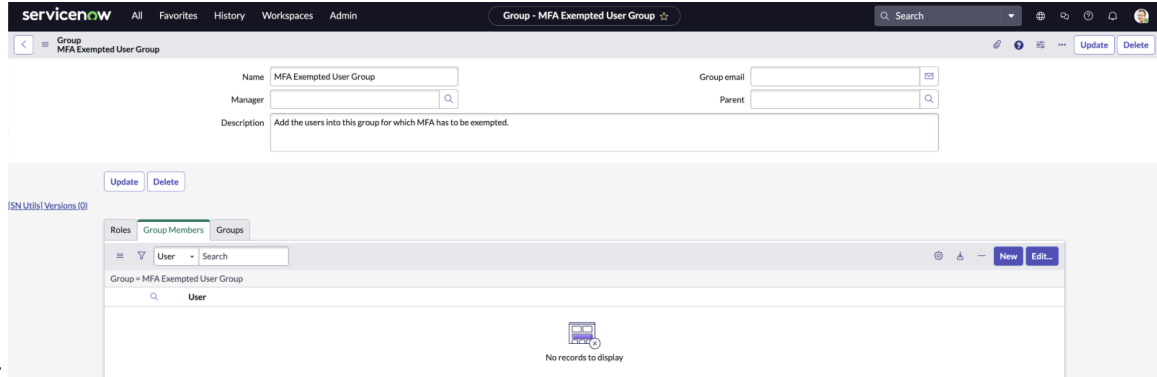 servicenow All Favorites History Workspaces Admin Group - MFA Exempted User Group Search
Group
MFA Exempted User Group Update Delete
Name MFA Exempted User Group Group email
Manager Parent
Description Add the users into this group for which MFA has to be exempted.
Update Delete
[SN Utils] Versions (0)
Roles Group Members Groups
User Search New Edit...
Group = MFA Exempted User Group
User
No records to display